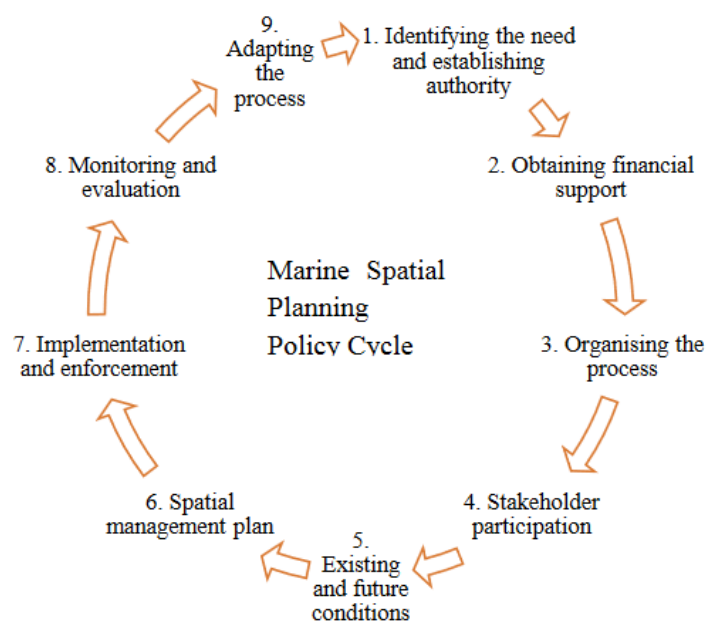 1. Identifying the need
and establishing
authority
2. Obtaining financial
support
3. Organising the
process
4. Stakeholder
participation
5.
Existing
and future
conditions
6. Spatial
management plan
7. Implementation
and enforcement
8. Monitoring and
evaluation
9.
Adapting
the
process
Marine Spatial
Planning
Policy Cycle